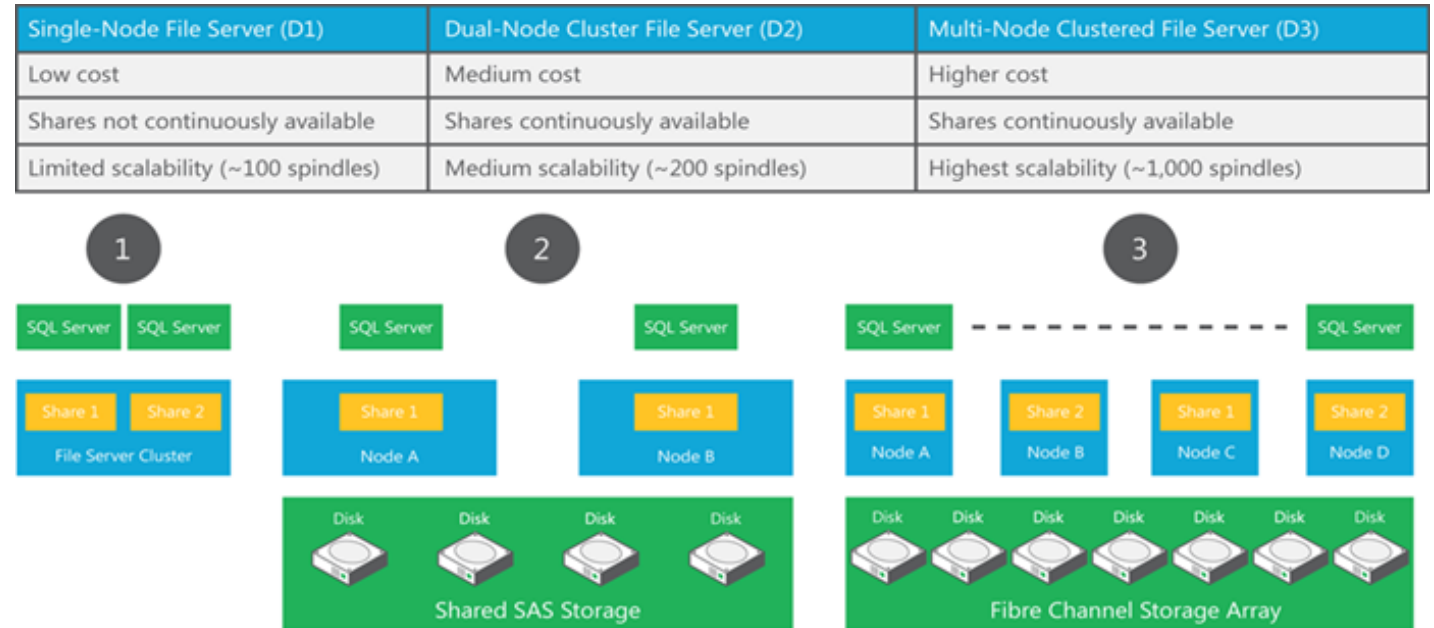 Single-Node File Server (D1) Dual-Node Cluster File Server (D2) Multi-Node Clustered File Server (D3)
Low cost Medium cost Higher cost
Shares not continuously available Shares continuously available Shares continuously available
Limited scalability (~100 spindles) Medium scalability (~200 spindles) Highest scalability (~1,000 spindles)
1 2 3
SQL Server SQL Server SQL Server SQL Server SQL Server SQL Server
Share 1 Share 2 Share 1 Share 1 Share 1 Share 2 Share 1 Share 2
File Server Cluster Node A Node B Node A Node B Node C Node D
Disk Disk Disk Disk Disk Disk Disk Disk Disk Disk Disk
Shared SAS Storage Fibre Channel Storage Array